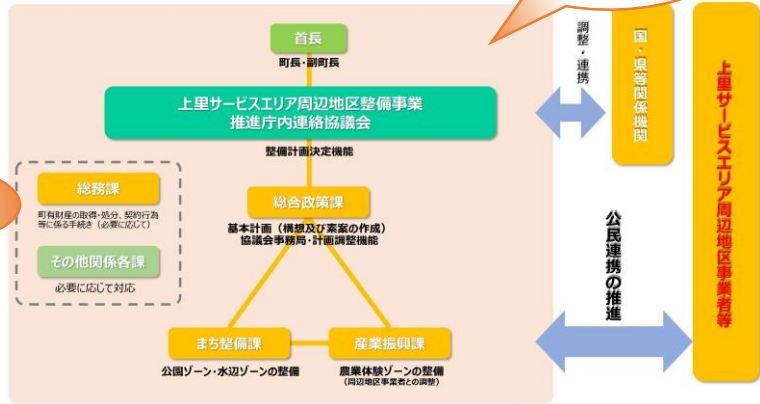 首長
町長・副町長
上里サービスエリア周辺地区整備事業
推進庁内連絡協議会
整備計画決定機能
総務課
町有財産の取得・処分、契約行為
等に係る手続き（必要に応じて）
その他関係各課
必要に応じて対応
総合政策課
基本計画（構想及び素案の作成）
協議会事務局・計画調整機能
まち整備課
公園ゾーン・水辺ゾーンの整備
産業振興課
農業体験ゾーンの整備
（周辺地区事業者との調整）
調整・連携
国・県等関係機関
公民連携の推進
上里サービスエリア周辺地区事業者等